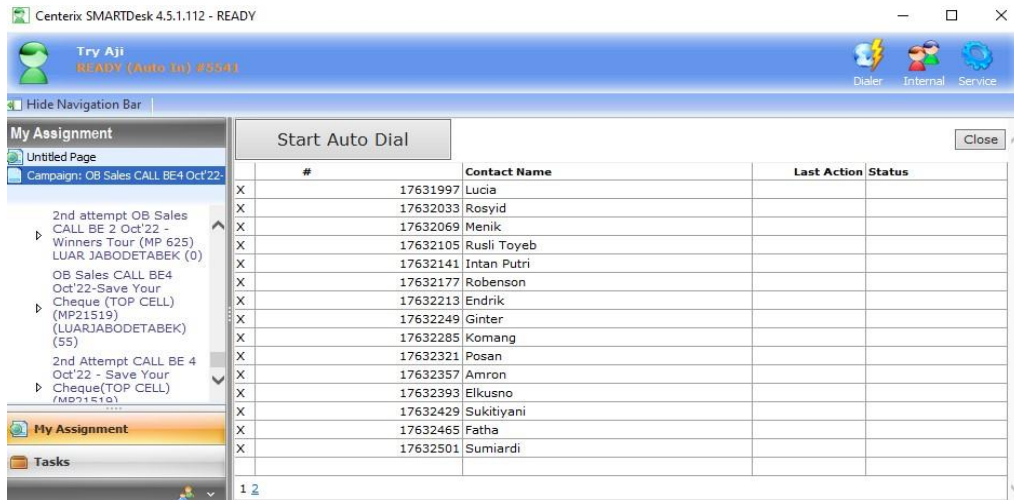 Centerix SMARTDesk 4.5.1.112 - READY
Try Aji
READY (Auto In) #5541
Dialer Internal Service
Hide Navigation Bar
My Assignment
Untitled Page
Campaign: OB Sales CALL BE4 Oct'22-
2nd attempt OB Sales
CALL BE 2 Oct'22 -
Winners Tour (MP 625)
LUAR JABODETABEK (0)
OB Sales CALL BE4
Oct'22-Save Your
Cheque (TOP CELL)
(MP21519)
(LUARJABODETABEK)
(55)
2nd Attempt CALL BE 4
Oct'22 - Save Your
Cheque(TOP CELL)
(MP21519)
My Assignment
Tasks
Start Auto Dial
Close
# Contact Name Last Action Status
X 17631997 Lucia
X 17632033 Rosyid
X 17632069 Menik
X 17632105 Rusli Toyeb
X 17632141 Intan Putri
X 17632177 Robenson
X 17632213 Endrik
X 17632249 Ginter
X 17632285 Komang
X 17632321 Posan
X 17632357 Amron
X 17632393 Elkusno
X 17632429 Sukitiyani
X 17632465 Fatha
X 17632501 Sumiardi
1 2